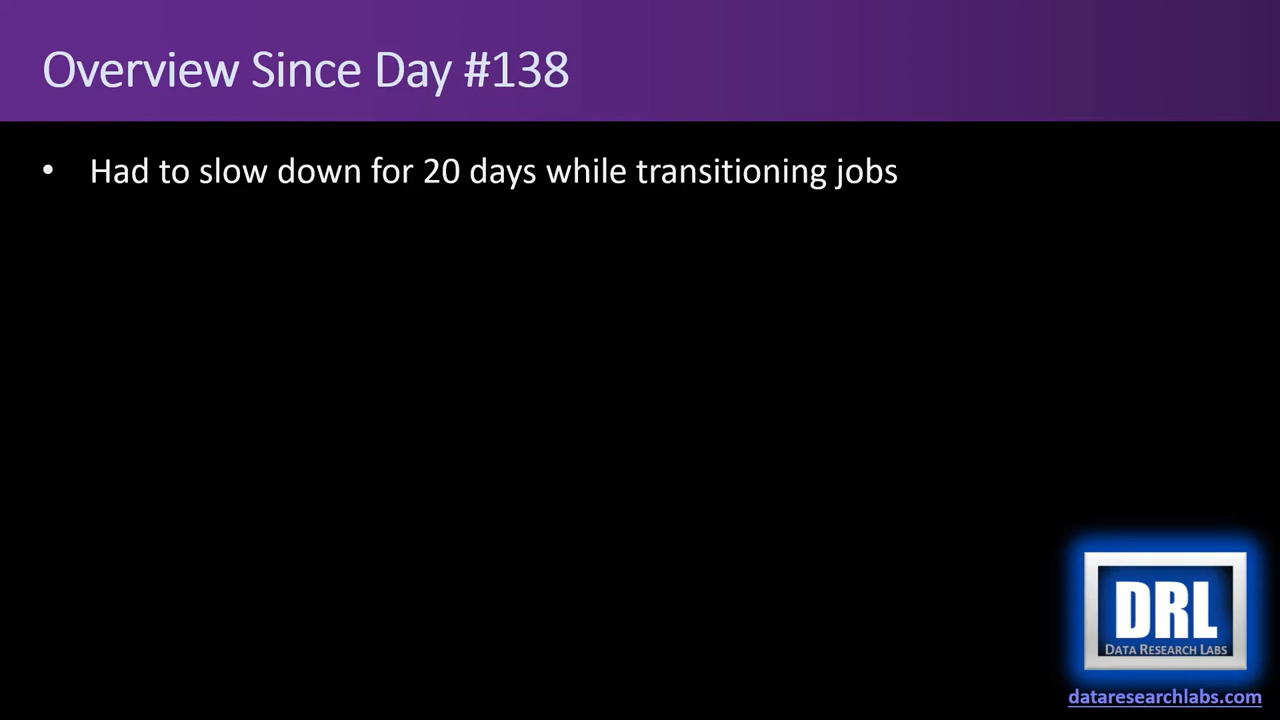 Overview Since Day #138
• Had to slow down for 20 days while transitioning jobs
DRL
DATA RESEARCH LABS
dataresearchlabs.com